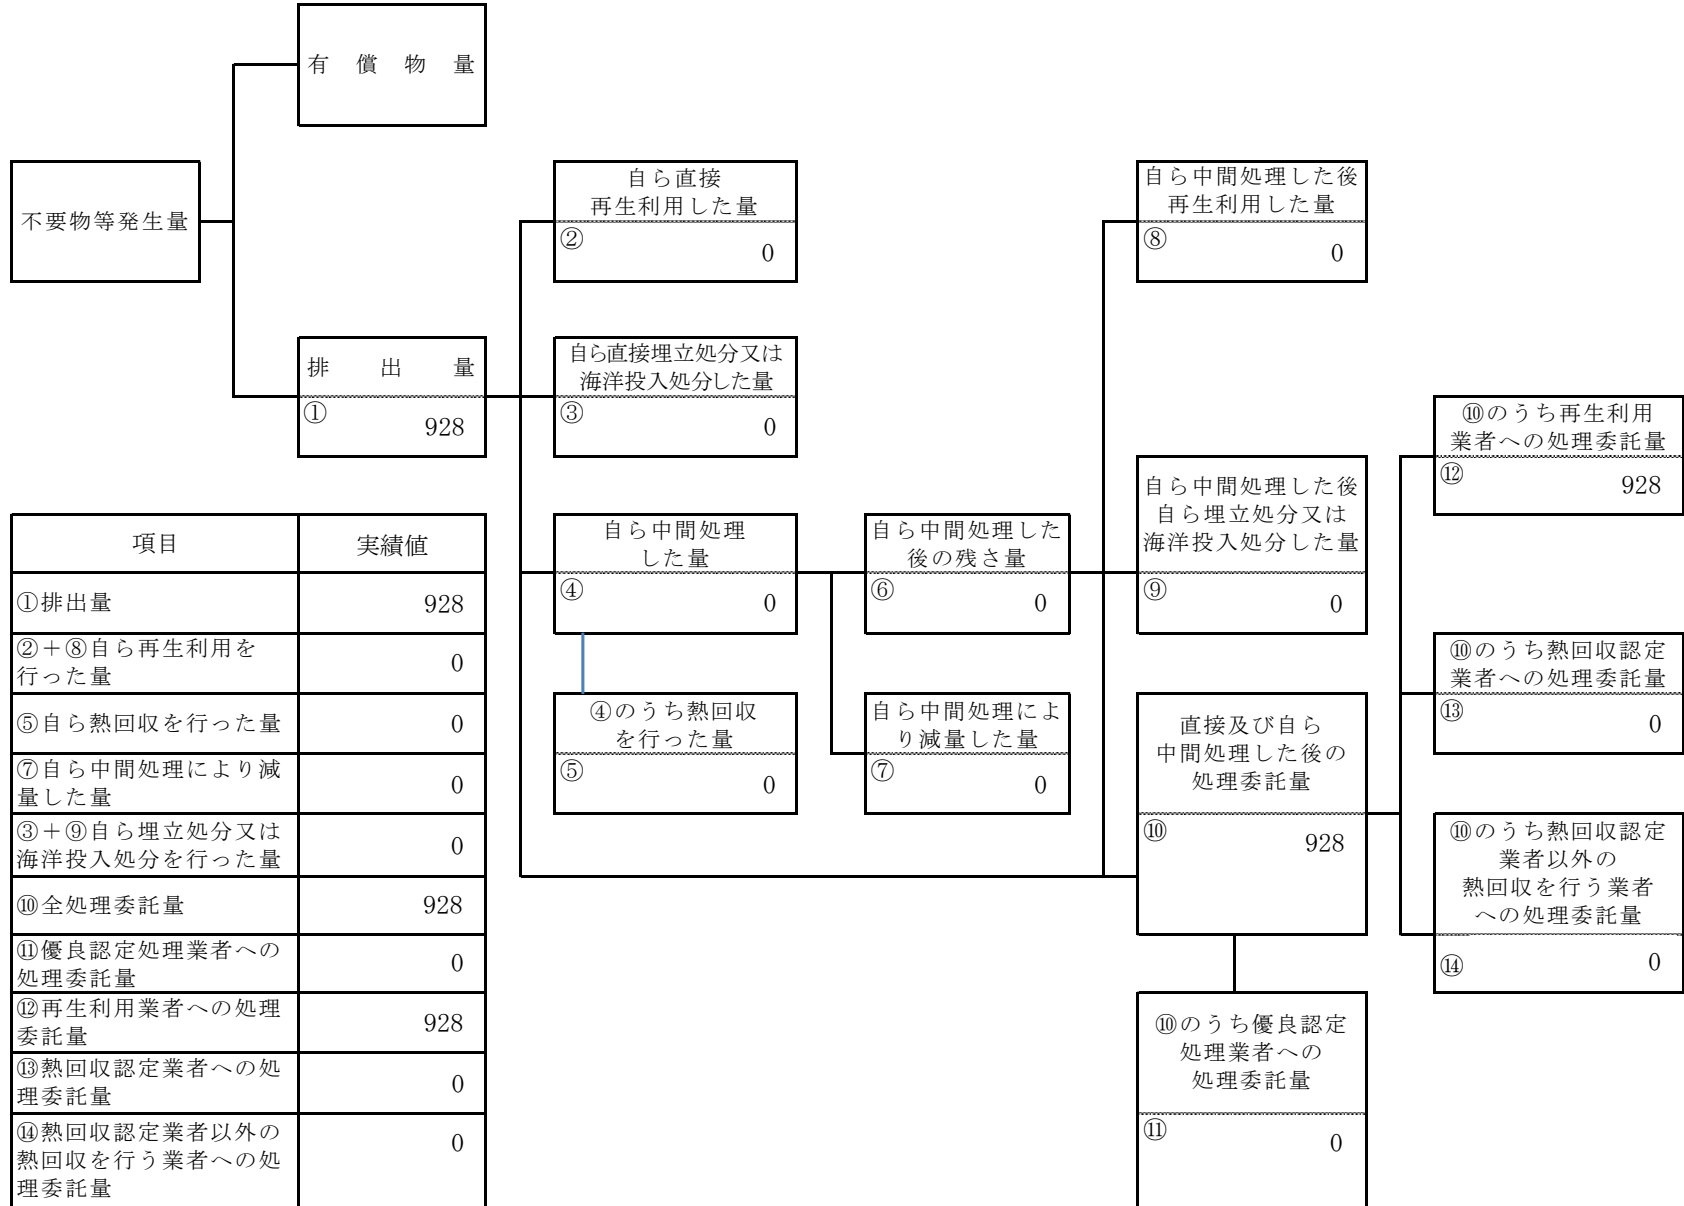 有償物量
不要物等発生量
排出量
①
928
自ら直接
再生利用した量
②
0
自ら直接埋立処分又は
海洋投入処分した量
③
0
自ら中間処理
した量
④
0
④のうち熱回収
を行った量
⑤
0
自ら中間処理した
後の残さ量
⑥
0
自ら中間処理によ
り減量した量
⑦
0
自ら中間処理した後
再生利用した量
⑧
0
自ら中間処理した後
自ら埋立処分又は
海洋投入処分した量
⑨
0
直接及び自ら
中間処理した後の
処理委託量
⑩
928
⑩のうち優良認定
処理業者への
処理委託量
⑪
0
⑩のうち再生利用
業者への処理委託量
⑫
928
⑩のうち熱回収認定
業者への処理委託量
⑬
0
⑩のうち熱回収認定
業者以外の
熱回収を行う業者
への処理委託量
⑭
0
項目 実績値
①排出量 928
②+⑧自ら再生利用を
行った量 0
⑤自ら熱回収を行った量 0
⑦自ら中間処理により減
量した量 0
③+⑨自ら埋立処分又は
海洋投入処分を行った量 0
⑩全処理委託量 928
⑪優良認定処理業者への
処理委託量 0
⑫再生利用業者への処理
委託量 928
⑬熱回収認定業者への処
理委託量 0
⑭熱回収認定業者以外の
熱回収を行う業者への処
理委託量 0